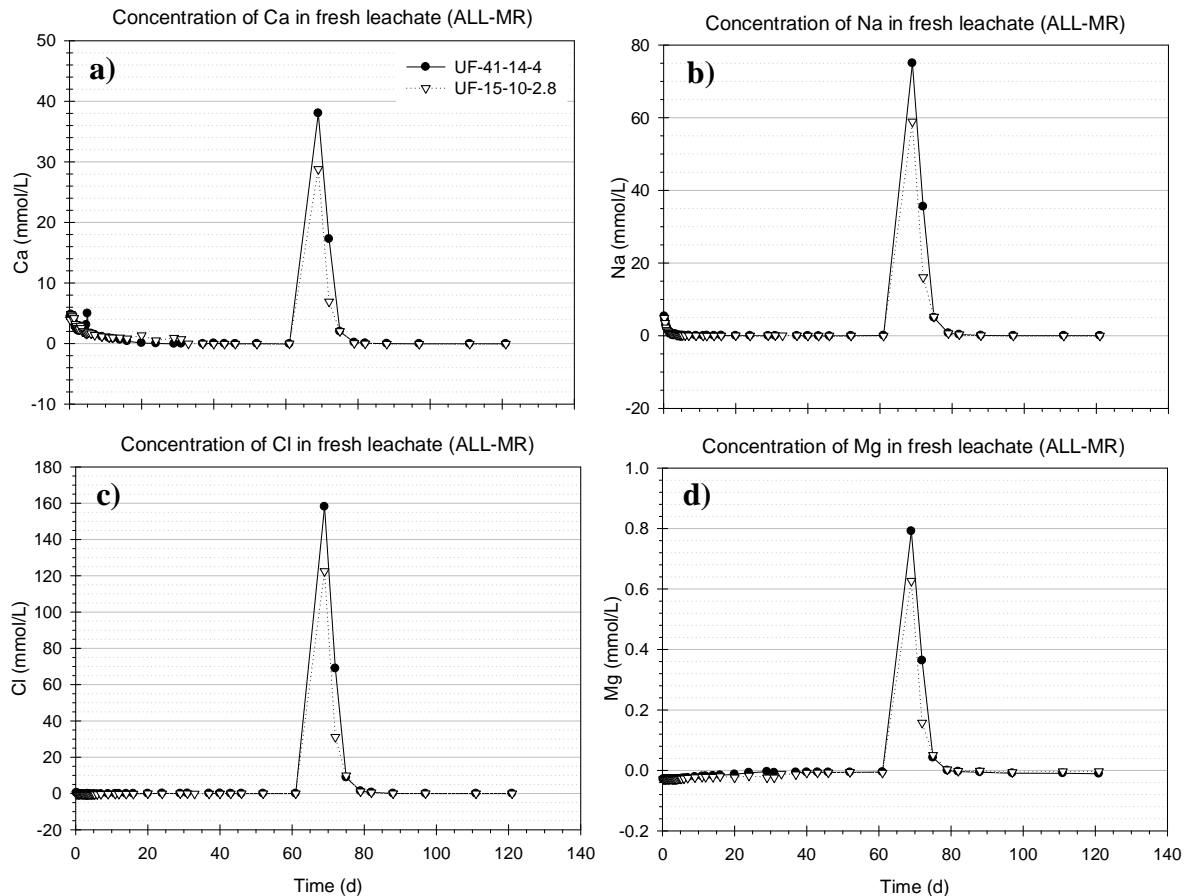 Concentration of Ca in fresh leachate (ALL-MR)
50
40
30
20
10
0
-10
Ca (mmol/L)
a)
UF-41-14-4
UF-15-10-2.8
Concentration of Na in fresh leachate (ALL-MR)
80
60
40
20
0
-20
Na (mmol/L)
b)
Concentration of Cl in fresh leachate (ALL-MR)
180
160
140
120
100
80
60
40
20
0
-20
Cl (mmol/L)
c)
0 20 40 60 80 100 120 140
Time (d)
Concentration of Mg in fresh leachate (ALL-MR)
1.0
0.8
0.6
0.4
0.2
0.0
-0.2
Mg (mmol/L)
d)
0 20 40 60 80 100 120 140
Time (d)